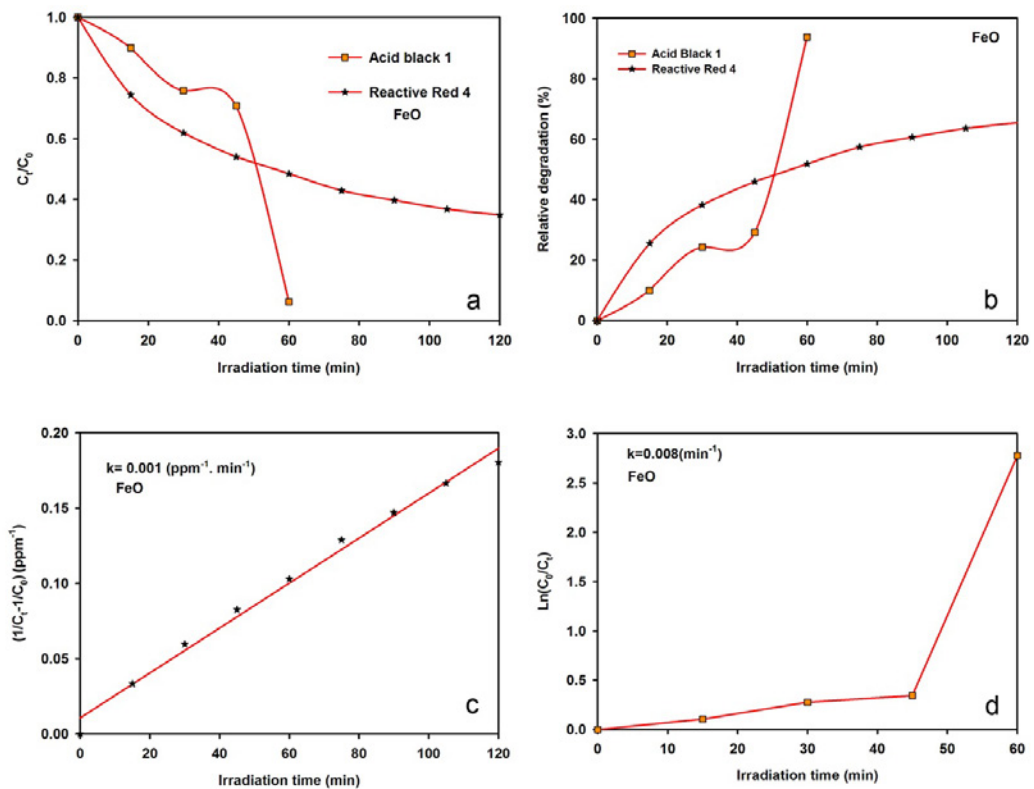 1.0
0.8
0.6
0.4
0.2
0.0
Cₜ/C₀
Acid black 1
Reactive Red 4
FeO
a
0 20 40 60 80 100 120
Irradiation time (min)
100
80
60
40
20
0
Relative degradation (%)
FeO
Acid Black 1
Reactive Red 4
b
0 20 40 60 80 100 120
Irradiation time (min)
0.20
0.15
0.10
0.05
0.00
(1/Cₜ-1/C₀) (ppm⁻¹)
k= 0.001 (ppm⁻¹. min⁻¹)
FeO
c
0 20 40 60 80 100 120
Irradiation time (min)
3.0
2.5
2.0
1.5
1.0
0.5
0.0
Ln(C₀/Cₜ)
k=0.008(min⁻¹)
FeO
d
0 10 20 30 40 50 60
Irradiation time (min)